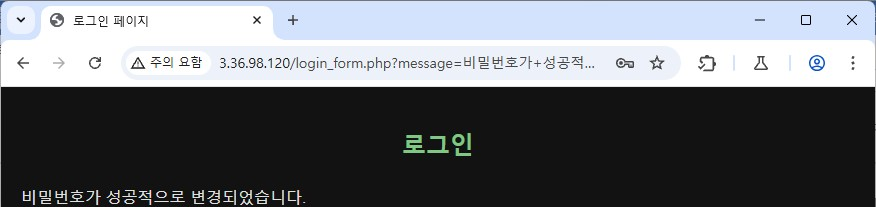 로그인 페이지
주의 요함 3.36.98.120/login_form.php?message=비밀번호가+성공적...
로그인
비밀번호가 성공적으로 변경되었습니다.